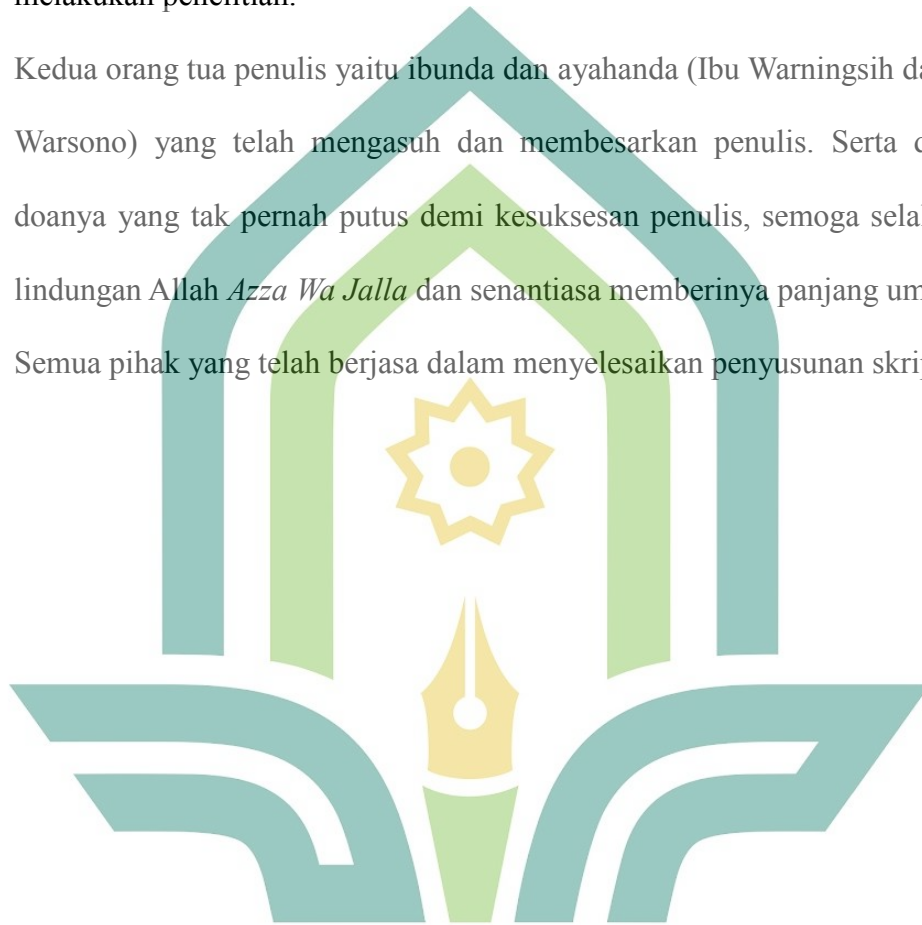 melakukan penelitian.
Kedua orang tua penulis yaitu ibunda dan ayahanda (Ibu Warningsih
Warsono) yang telah mengasuh dan membesarkan penulis. Serta
doanya yang tak pernah putus demi kesuksesan penulis, semoga
lindungan Allah Azza Wa Jalla dan senantiasa memberinya panjang
Semua pihak yang telah berjasa dalam menyelesaikan penyusunan